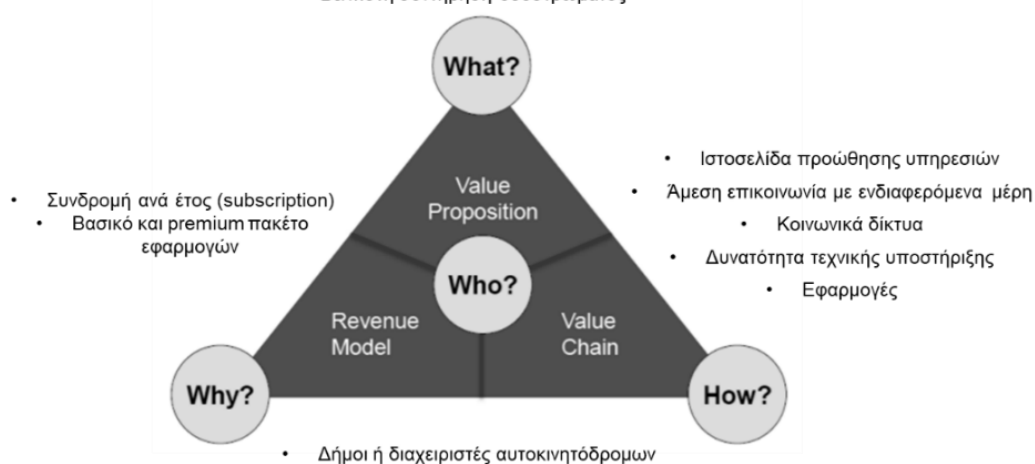 What?
• Ιστοσελίδα προώθησης υπηρεσιών
• Συνδρομή ανά έτος (subscription)
• Άμεση επικοινωνία με ενδιαφερόμενα μέρη
• Βασικό και premium πακέτο
εφαρμογών
• Κοινωνικά δίκτυα
• Δυνατότητα τεχνικής υποστήριξης
• Εφαρμογές
Value
Proposition
Who?
Revenue
Model
Value
Chain
Why?
How?
• Δήμοι ή διαχειριστές αυτοκινητόδρομων